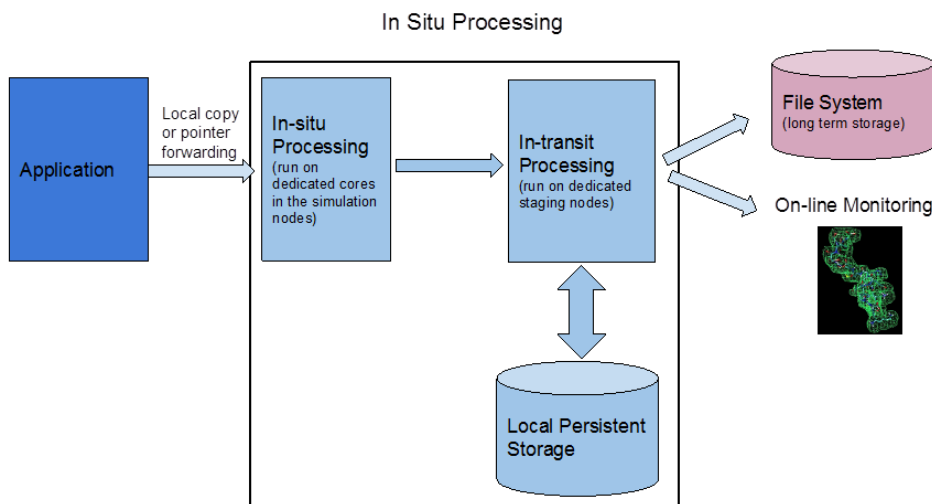 In Situ Processing
Application
Local copy
or pointer
forwarding
In-situ
Processing
(run on
dedicated cores
in the simulation
nodes)
In-transit
Processing
(run on dedicated
staging nodes)
File System
(long term storage)
On-line Monitoring
Local Persistent
Storage